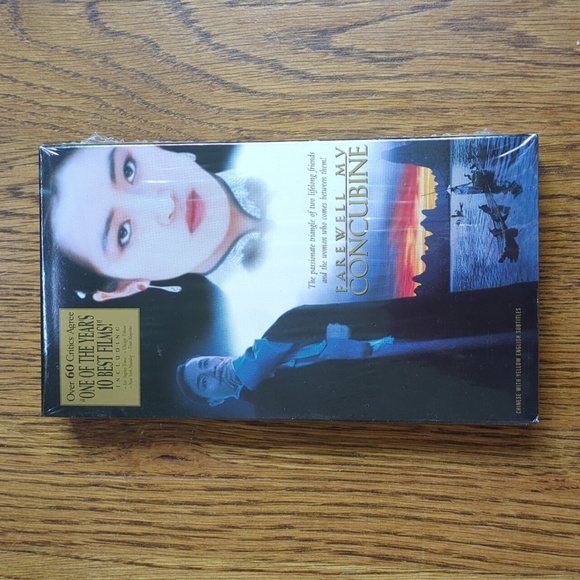 Over 60 Critics Agree
"ONE OF THE YEAR'S
10 BEST FILMS!"
INCLUDING
The passionate triangle of two lifelong friends
and the woman who comes between them!
FAREWELL MY
CONCUBINE
CHINESE WITH YELLOW ENGLISH SUBTITLES